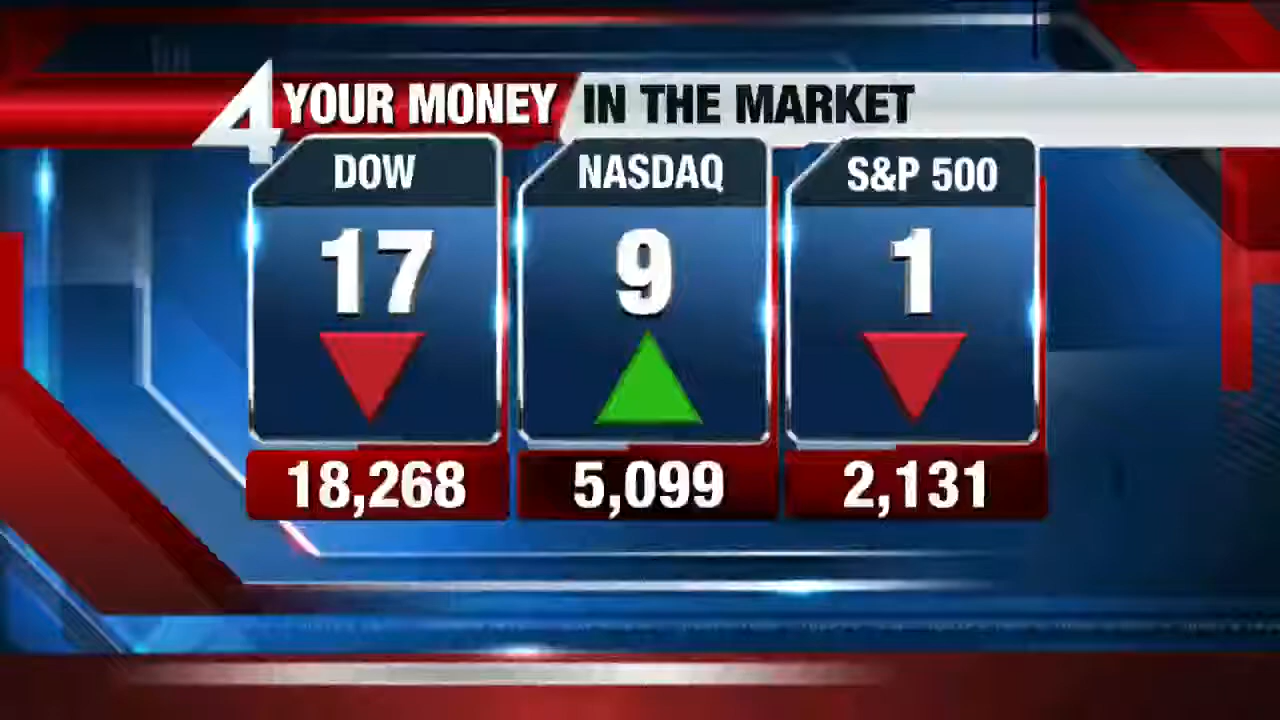 4 YOUR MONEY IN THE MARKET
DOW NASDAQ S&P 500
17 9 1
18,268 5,099 2,131